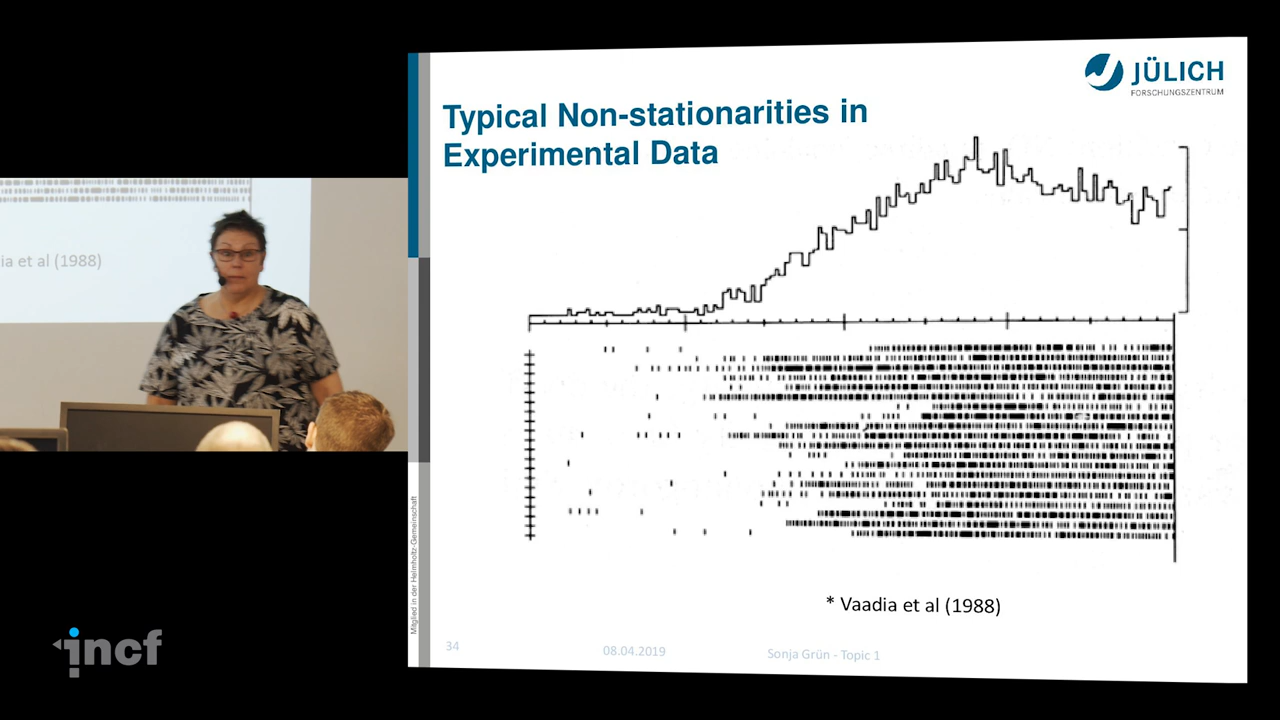 JÜLICH
FORSCHUNGSZENTRUM
Typical Non-stationarities in
Experimental Data
ia et al (1988)
Mitglied in der Helmholtz-Gemeinschaft
* Vaadia et al (1988)
34
08.04.2019
Sonja Grün - Topic 1
incf